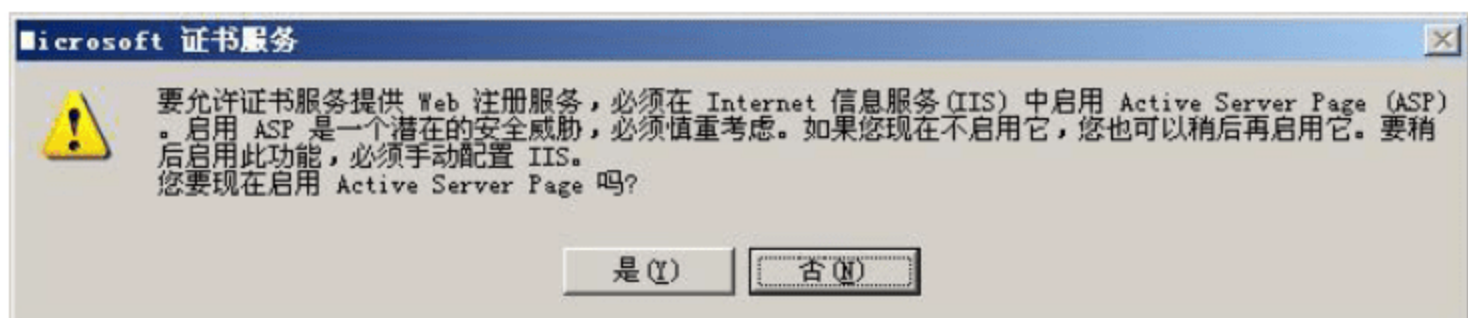 Microsoft 证书服务
要允许证书服务提供 Web 注册服务，必须在 Internet 信息服务(IIS) 中启用 Active Server Page (ASP)
。启用 ASP 是一个潜在的安全威胁，必须慎重考虑。如果您现在不启用它，您也可以稍后再启用它。要稍
后启用此功能，必须手动配置 IIS。
您要现在启用 Active Server Page 吗?
是(Y)
否(N)